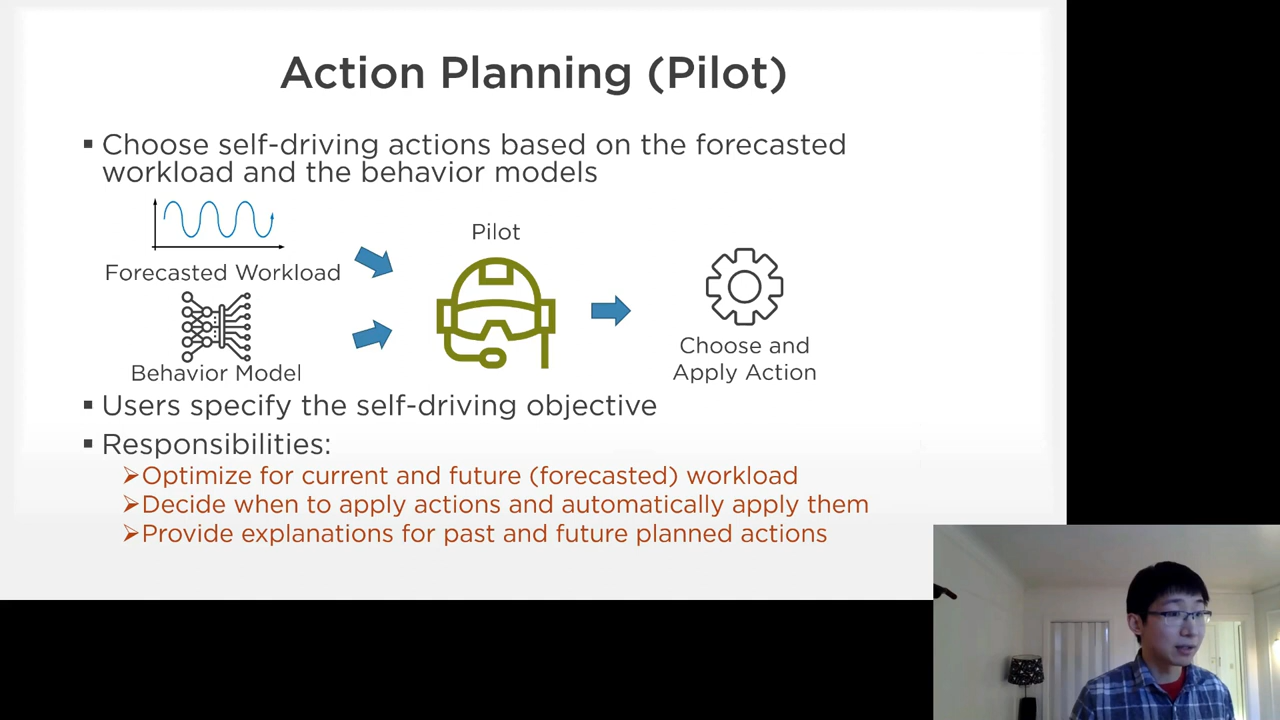 Action Planning (Pilot)
▪ Choose self-driving actions based on the forecasted
workload and the behavior models
Pilot
Forecasted Workload
Behavior Model
Choose and
Apply Action
▪ Users specify the self-driving objective
▪ Responsibilities:
➢Optimize for current and future (forecasted) workload
➢Decide when to apply actions and automatically apply them
➢Provide explanations for past and future planned actions